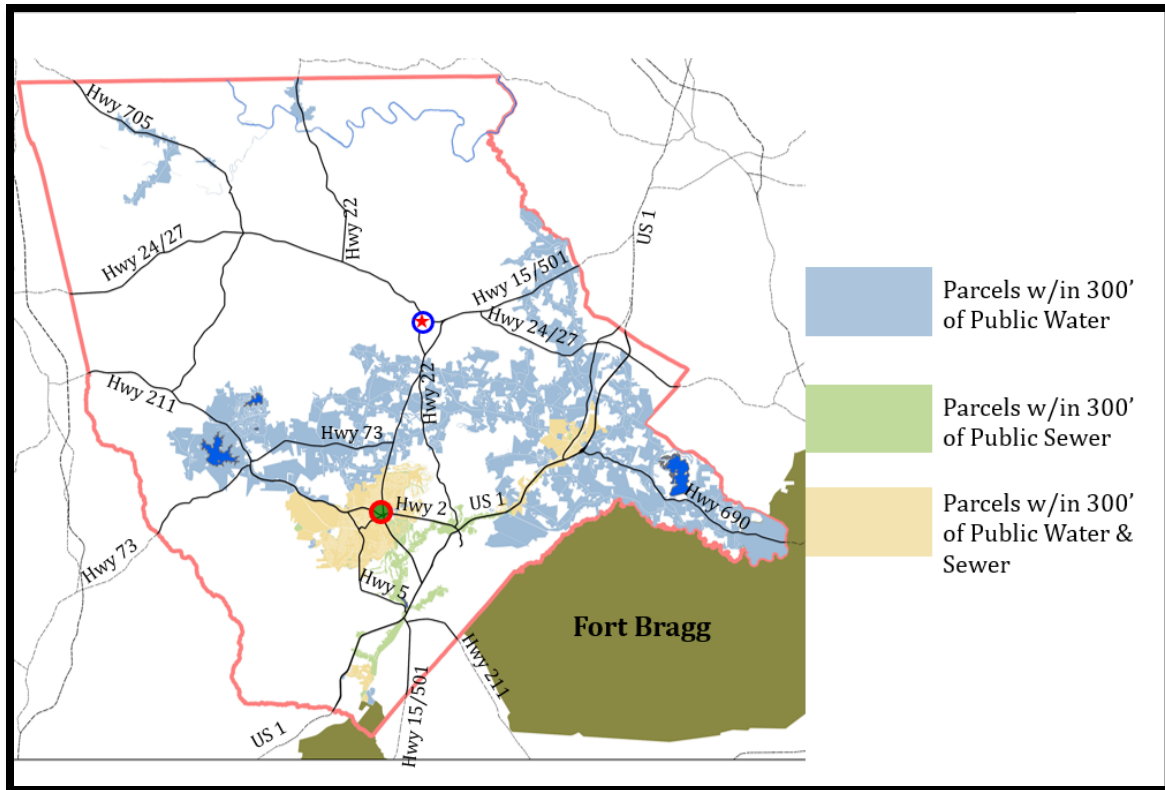 Hwy 705
Hwy 22
US 1
Hwy 24/27
Hwy 15/501
Hwy 24/27
Hwy 22
Hwy 211
Hwy 73
Hwy 2
US 1
Hwy 690
Hwy 73
Hwy 5
Fort Bragg
Hwy 211
Hwy 15/501
US 1
Parcels w/in 300'
of Public Water
Parcels w/in 300'
of Public Sewer
Parcels w/in 300'
of Public Water &
Sewer